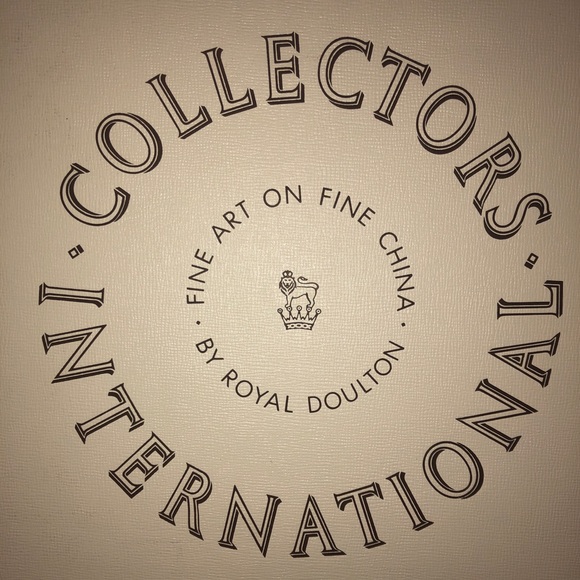 COLLECTORS
INTERNATIONAL
FINE ART ON FINE CHINA
BY ROYAL DOULTON